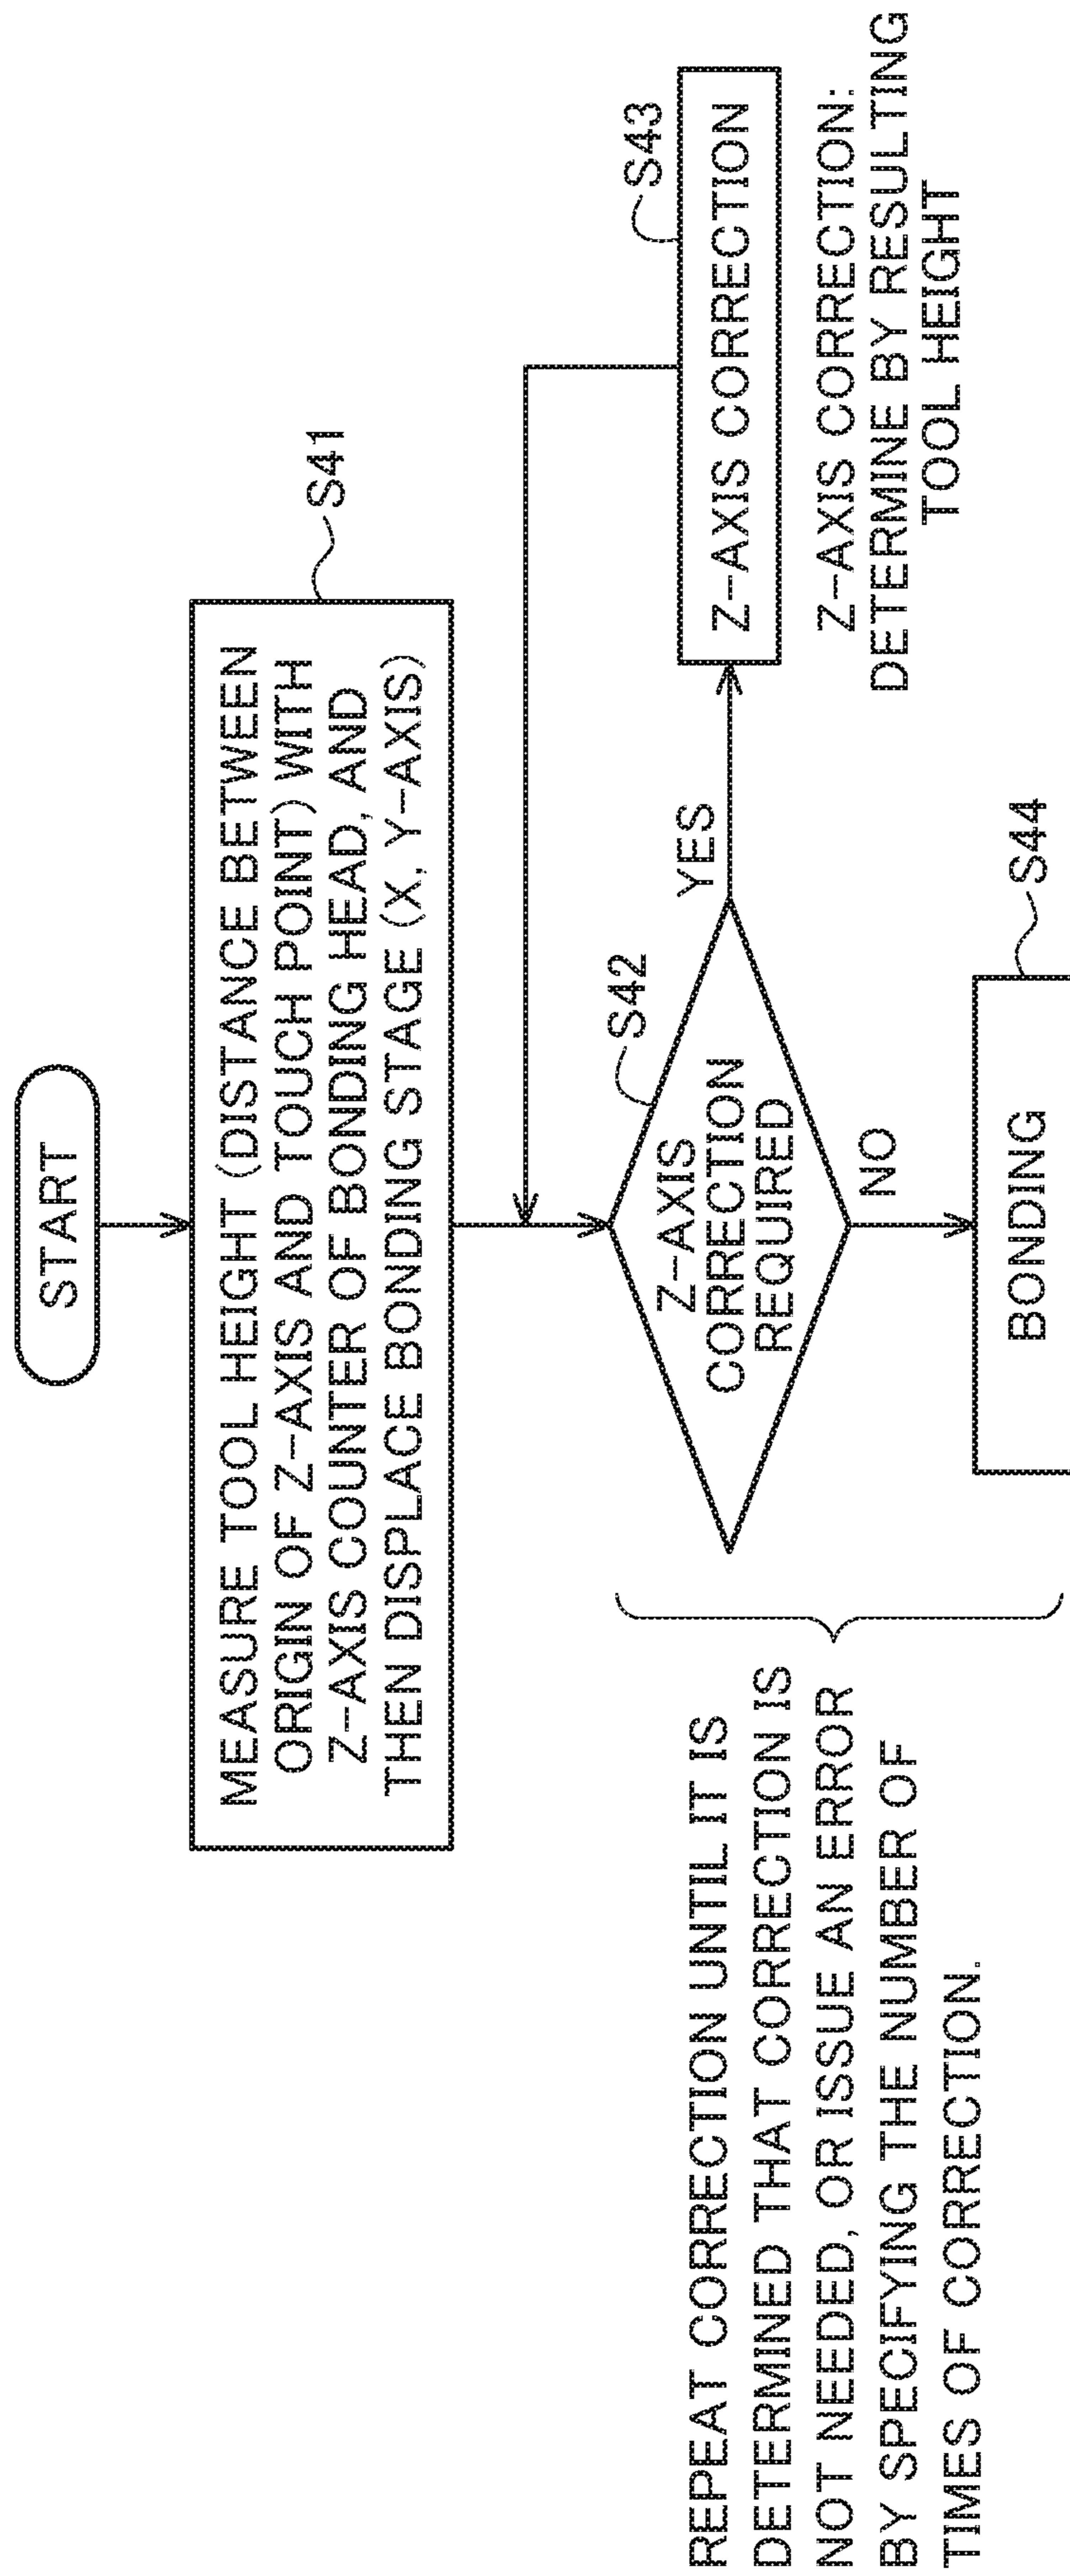 START
MEASURE TOOL HEIGHT (DISTANCE BETWEEN
ORIGIN OF Z-AXIS AND TOUCH POINT) WITH
Z-AXIS COUNTER OF BONDING HEAD, AND
THEN DISPLACE BONDING STAGE (X, Y-AXIS)
S41
S42
Z-AXIS
CORRECTION
REQUIRED
YES
S43
Z-AXIS CORRECTION
Z-AXIS CORRECTION:
DETERMINE BY RESULTING
TOOL HEIGHT
NO
S44
BONDING
REPEAT CORRECTION UNTIL IT IS
DETERMINED THAT CORRECTION IS
NOT NEEDED, OR ISSUE AN ERROR
BY SPECIFYING THE NUMBER OF
TIMES OF CORRECTION.